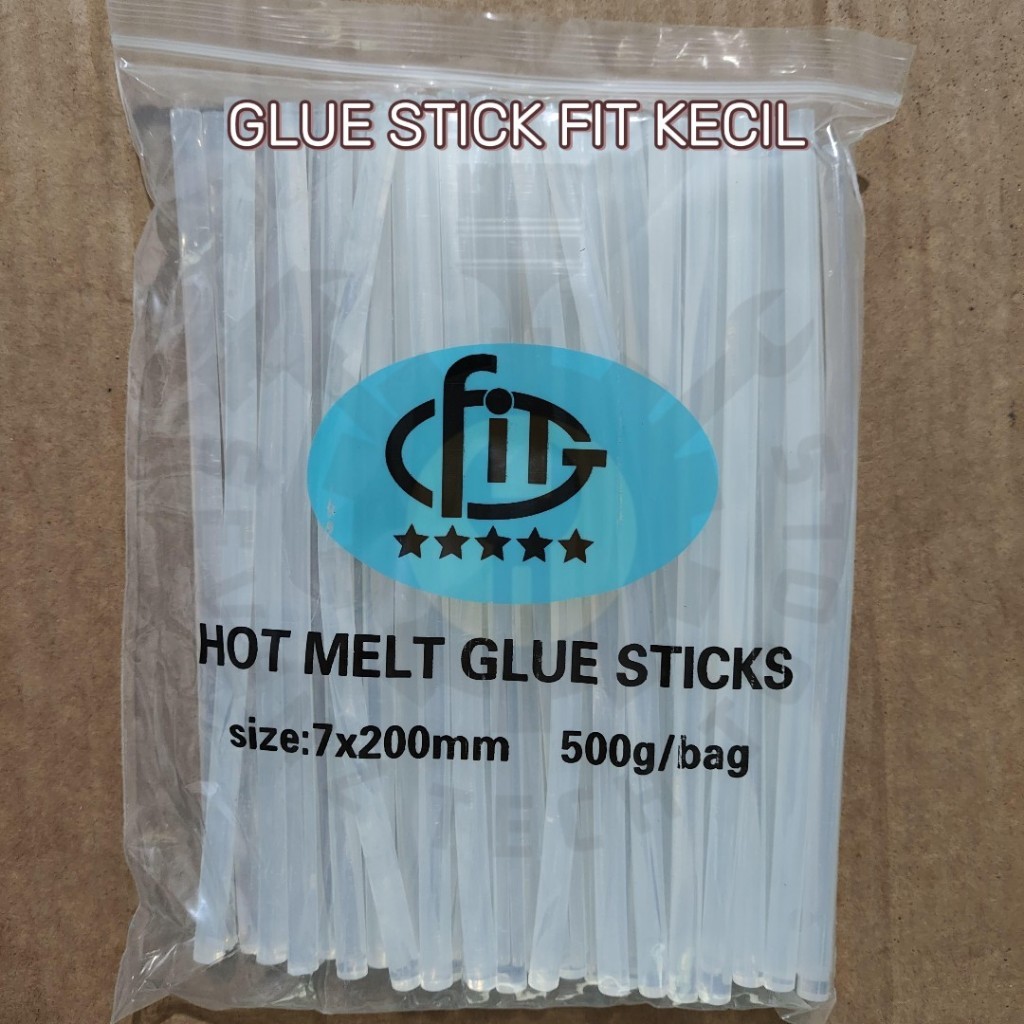 GLUE STICK FIT KECIL
fit
HOT MELT GLUE STICKS
size:7x200mm 500g/bag